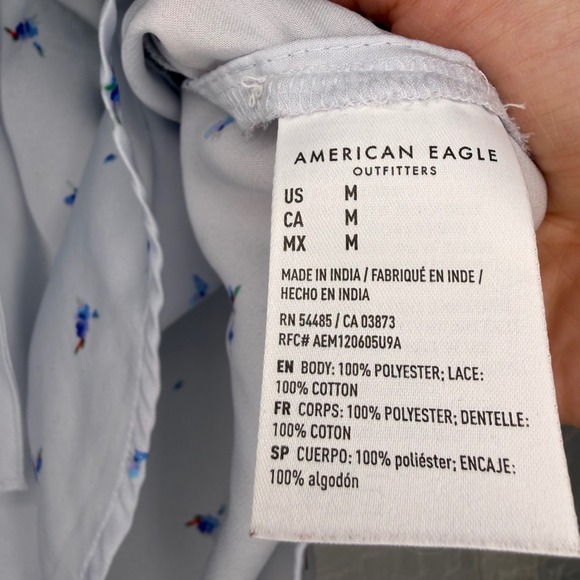 AMERICAN EAGLE
OUTFITTERS
US M
CA M
MX M
MADE IN INDIA / FABRIQUÉ EN INDE /
HECHO EN INDIA
RN 54485 / CA 03873
RFC# AEM120605U9A
EN BODY: 100% POLYESTER; LACE:
100% COTTON
FR CORPS: 100% POLYESTER; DENTELLE:
100% COTON
SP CUERPO: 100% poliéster; ENCAJE:
100% algodón